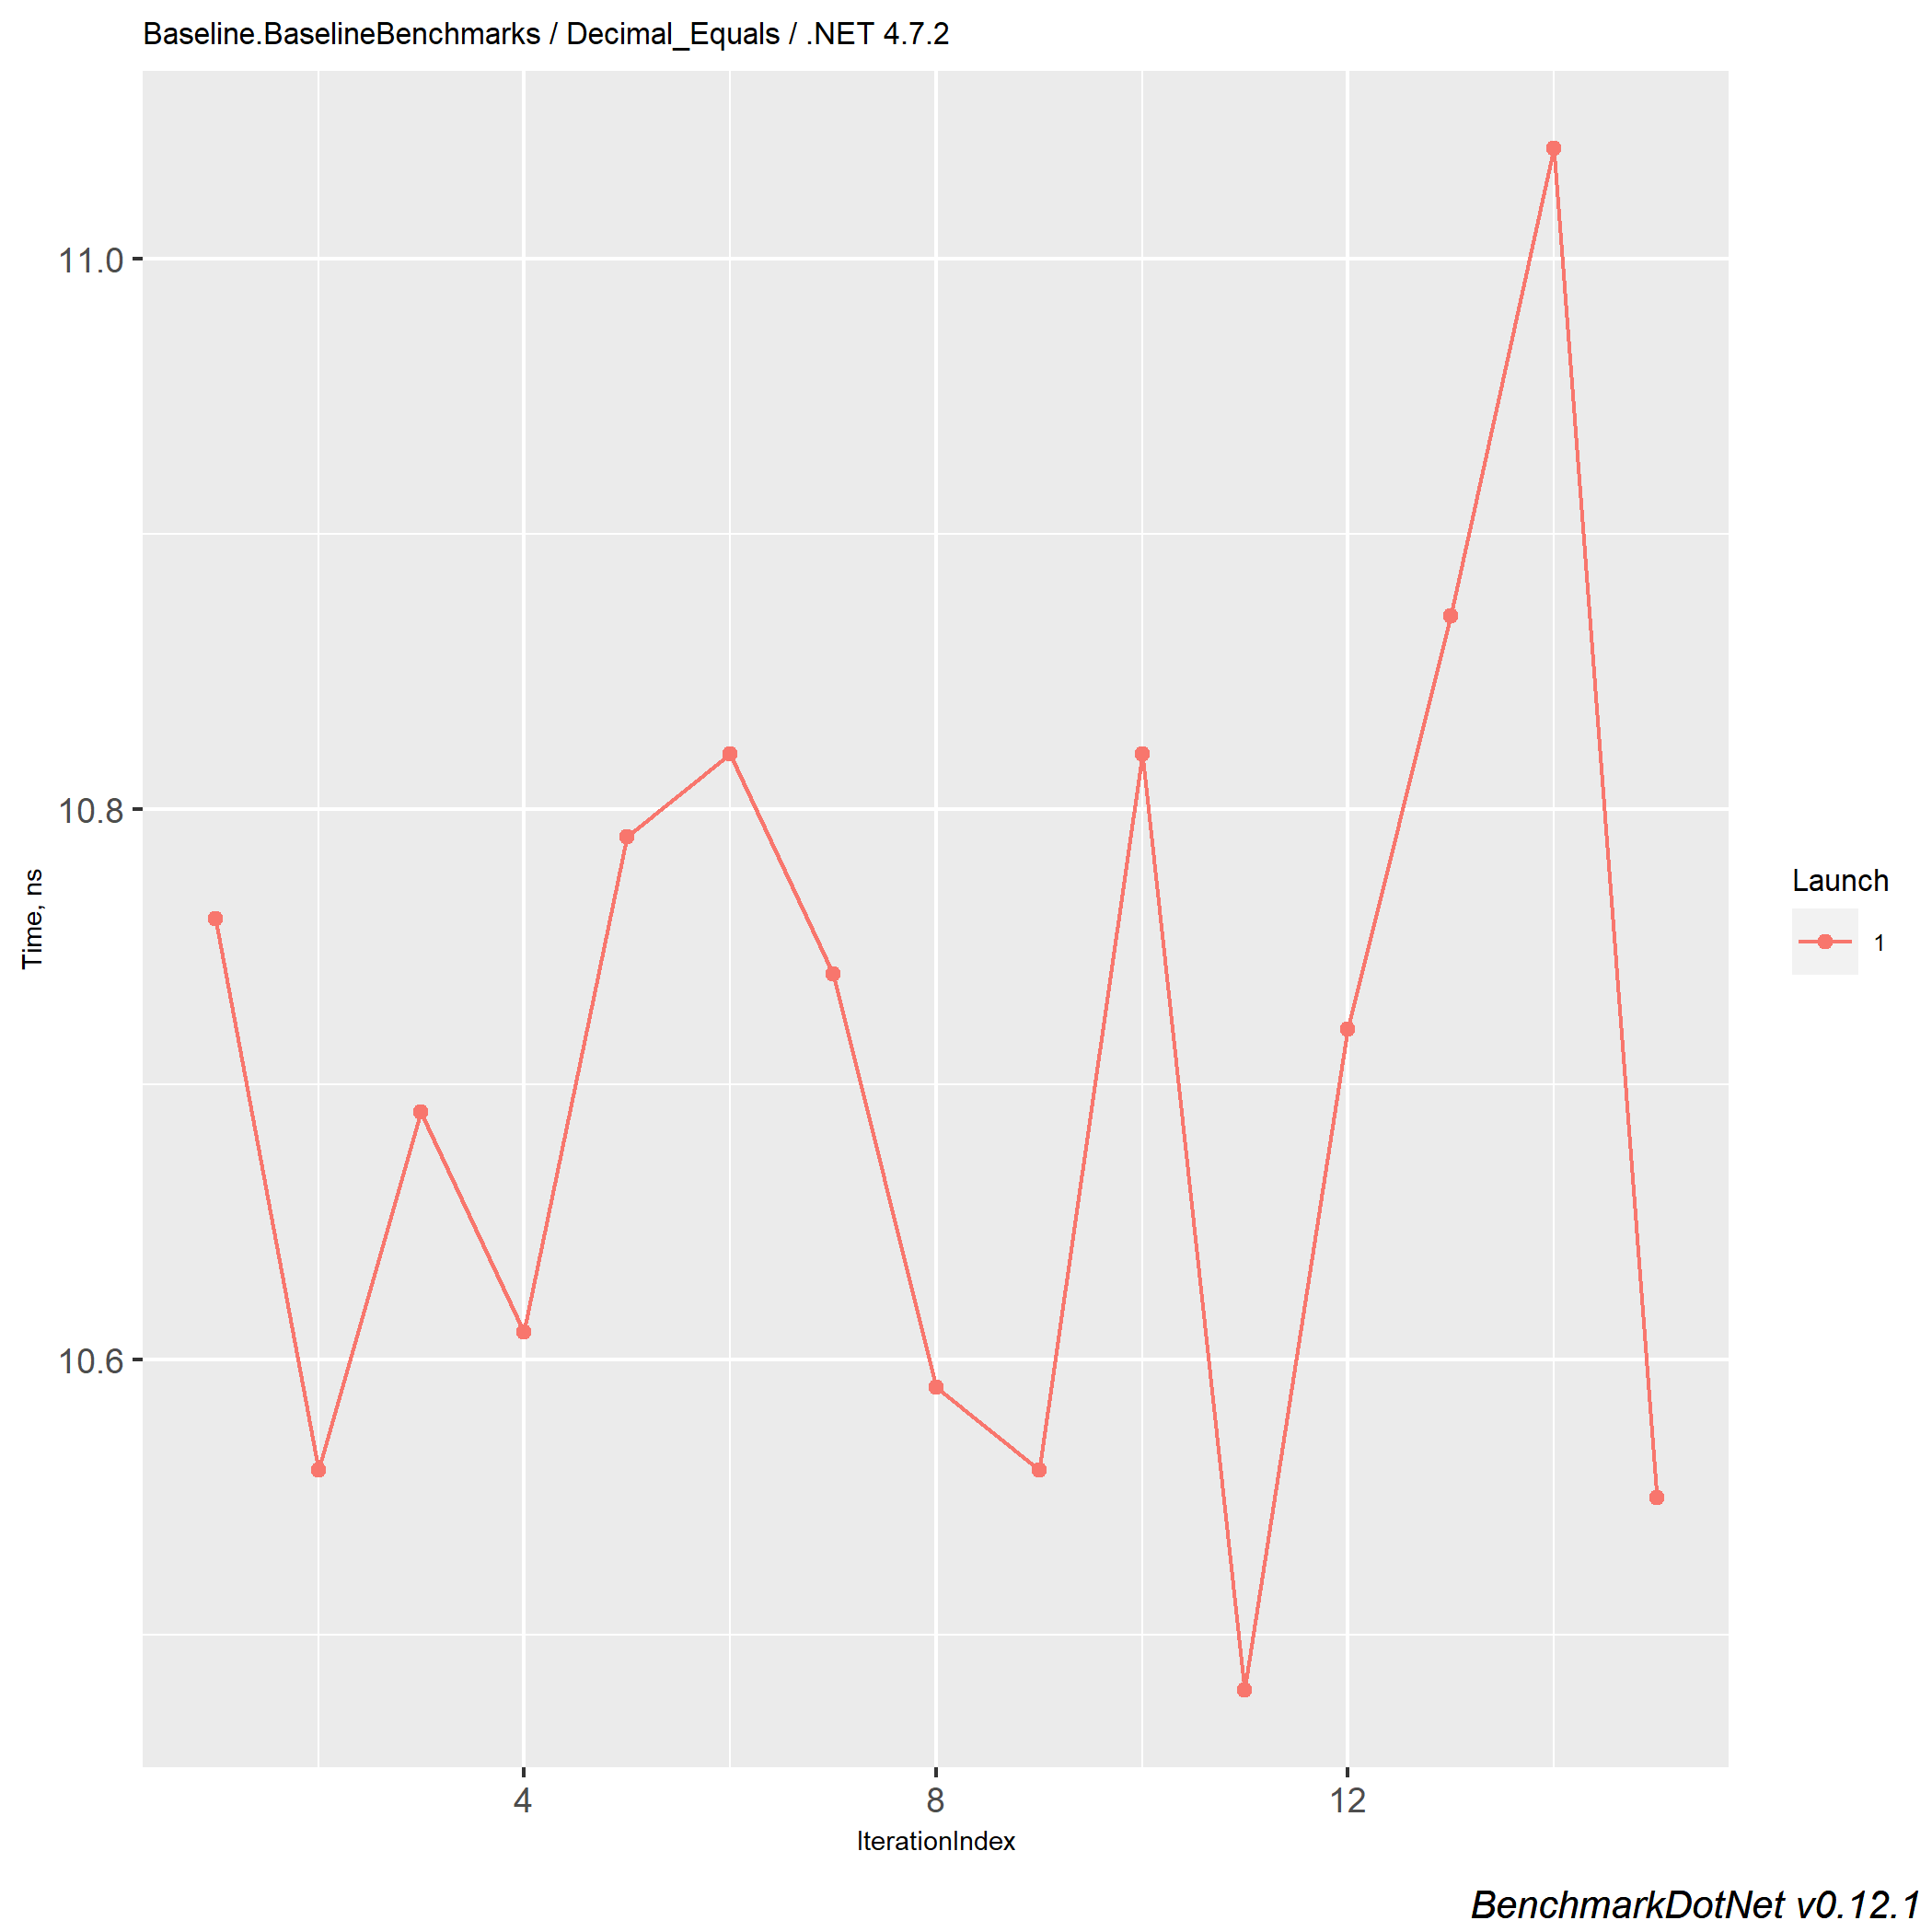 Baseline.BaselineBenchmarks / Decimal_Equals / .NET 4.7.2
11.0
10.8
10.6
Time, ns
4 8 12
IterationIndex
Launch
1
BenchmarkDotNet v0.12.1